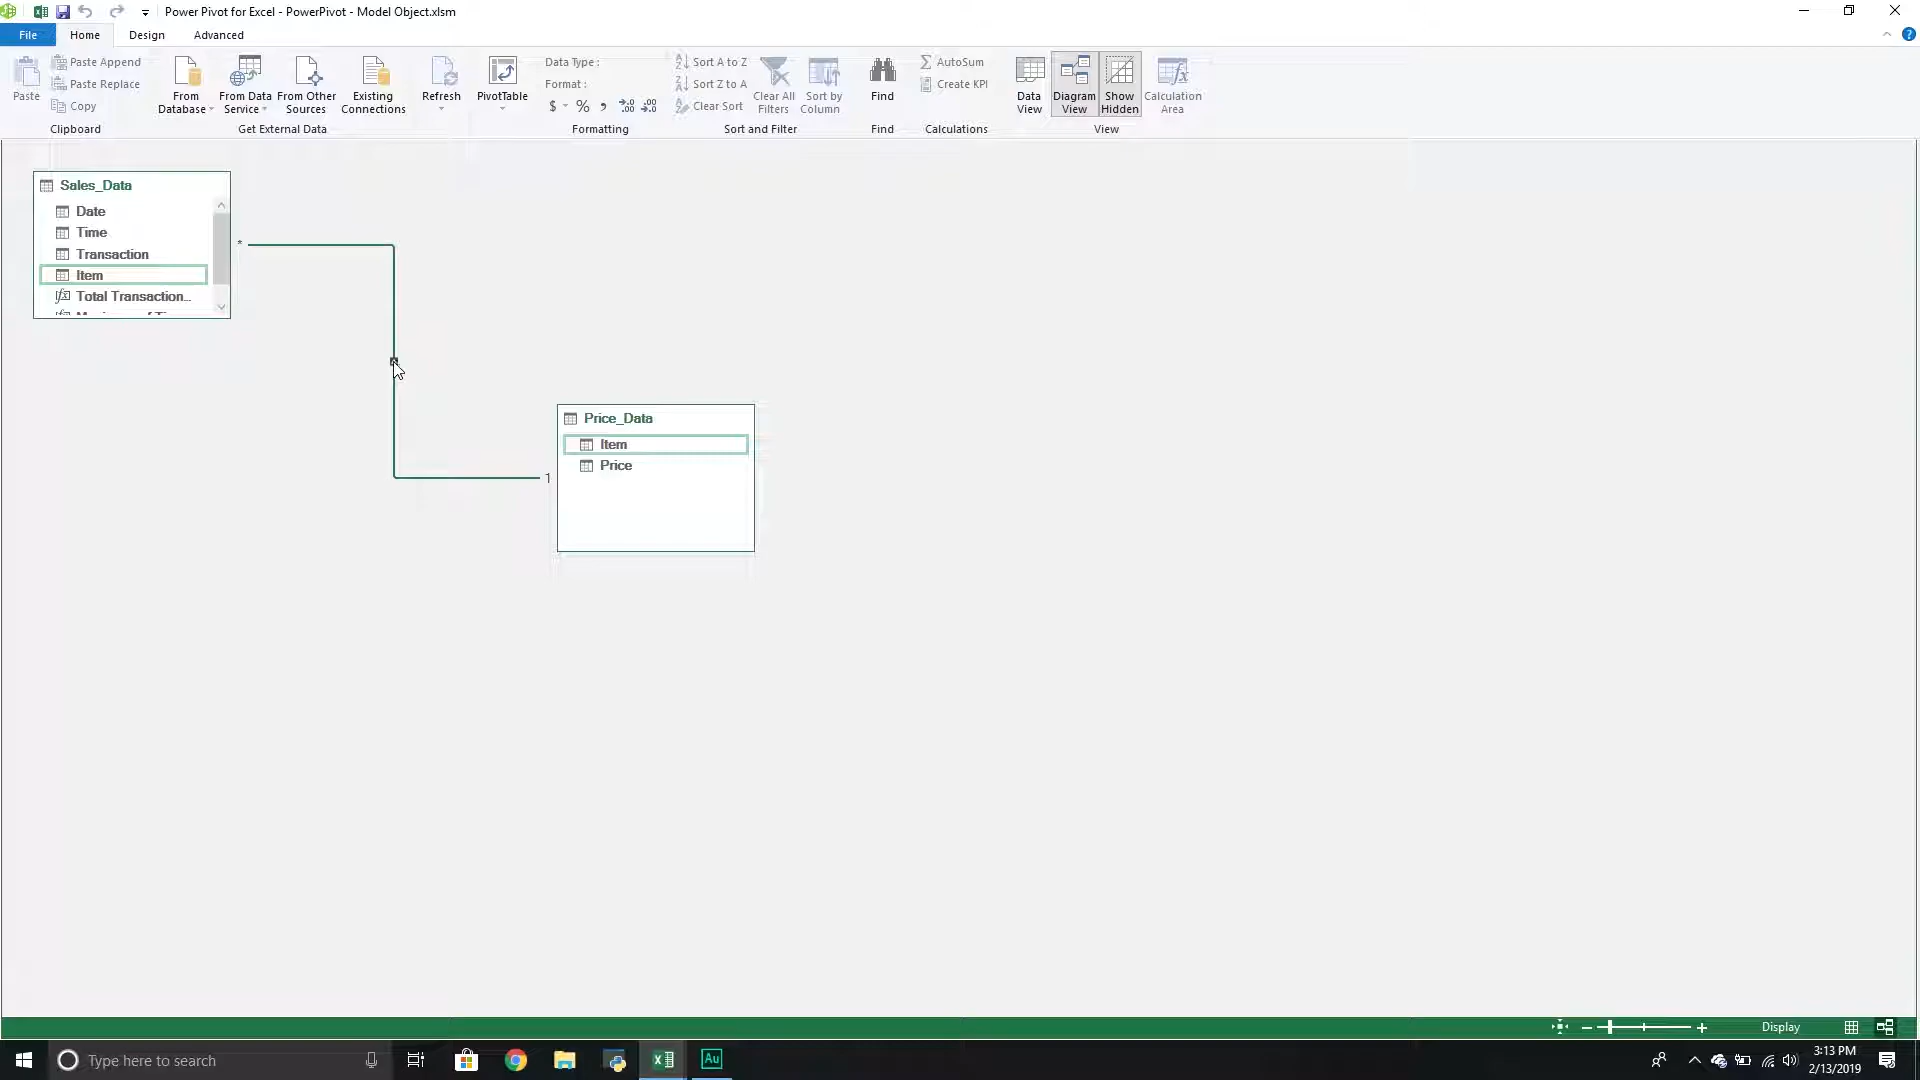 Power Pivot for Excel - PowerPivot - Model Object.xlsm
File Home Design Advanced
Paste
Paste Append
Paste Replace
Copy
Clipboard
From Database
From Data Service
From Other Sources
Existing Connections
Get External Data
Refresh
PivotTable
Data Type :
Format :
$ % ,
Formatting
Sort A to Z
Sort Z to A
Clear Sort
Clear All Filters
Sort by Column
Sort and Filter
Find
Find
AutoSum
Create KPI
Calculations
Data View
Diagram View
Show Hidden
Calculation Area
View
Sales_Data
Date
Time
Transaction
Item
Total Transaction...
*
1
Price_Data
Item
Price
Display
Type here to search
Au
3:13 PM
2/13/2019